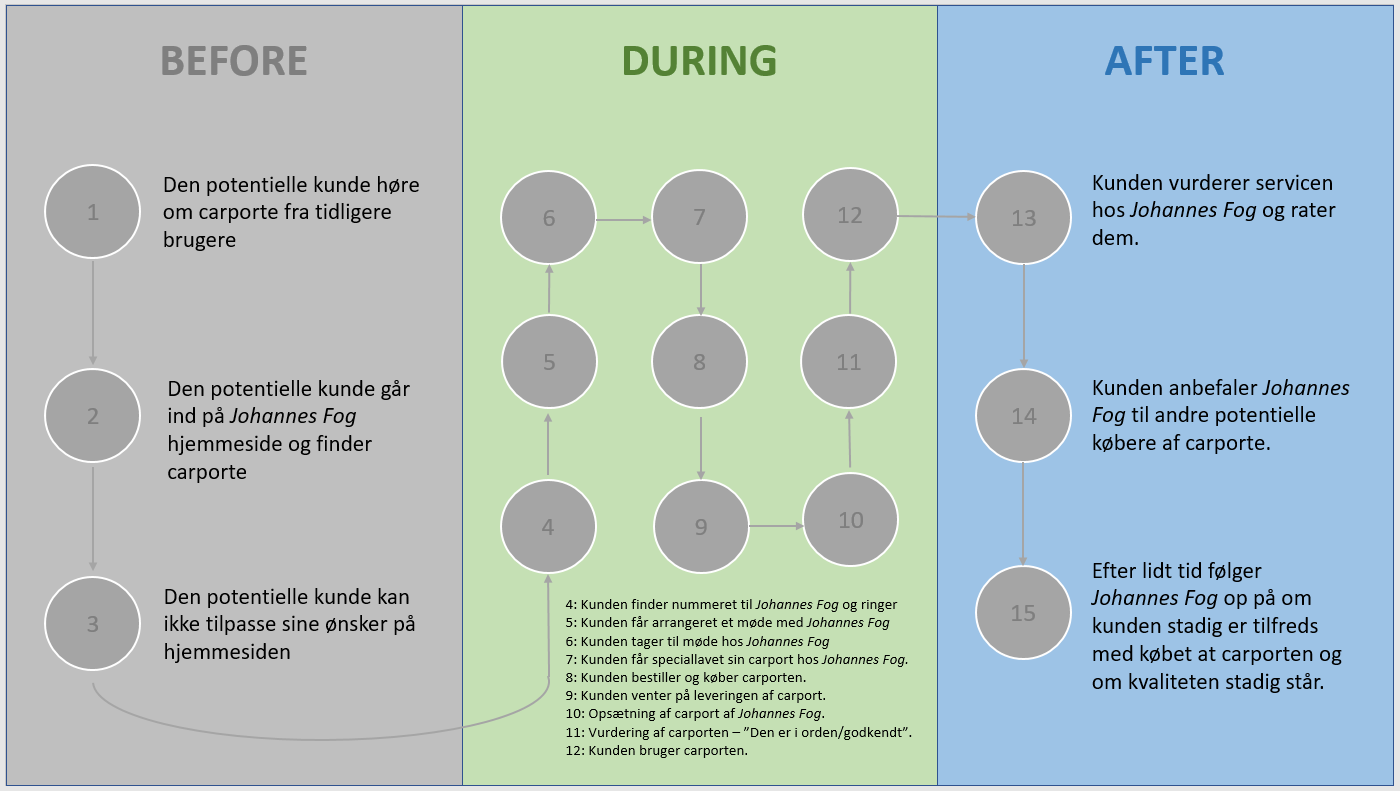 BEFORE
1
Den potentielle kunde høre
om carporte fra tidligere
brugere
2
Den potentielle kunde går
ind på Johannes Fog
hjemmeside og finder
carporte
3
Den potentielle kunde kan
ikke tilpasse sine ønsker på
hjemmesiden
DURING
6
7
12
5
8
11
4
9
10
4: Kunden finder nummeret til Johannes Fog og ringer
5: Kunden får arrangeret et møde med Johannes Fog
6: Kunden tager til møde hos Johannes Fog
7: Kunden får speciallavet sin carport hos Johannes Fog.
8: Kunden bestiller og køber carporten.
9: Kunden venter på leveringen af carport.
10: Opsætning af carport af Johannes Fog.
11: Vurdering af carporten – ”Den er i orden/godkendt”.
12: Kunden bruger carporten.
AFTER
13
Kunden vurderer servicen
hos Johannes Fog og rater
dem.
14
Kunden anbefaler Johannes
Fog til andre potentielle
købere af carporte.
15
Efter lidt tid følger
Johannes Fog op på om
kunden stadig er tilfreds
med købet at carporten og
om kvaliteten stadig står.